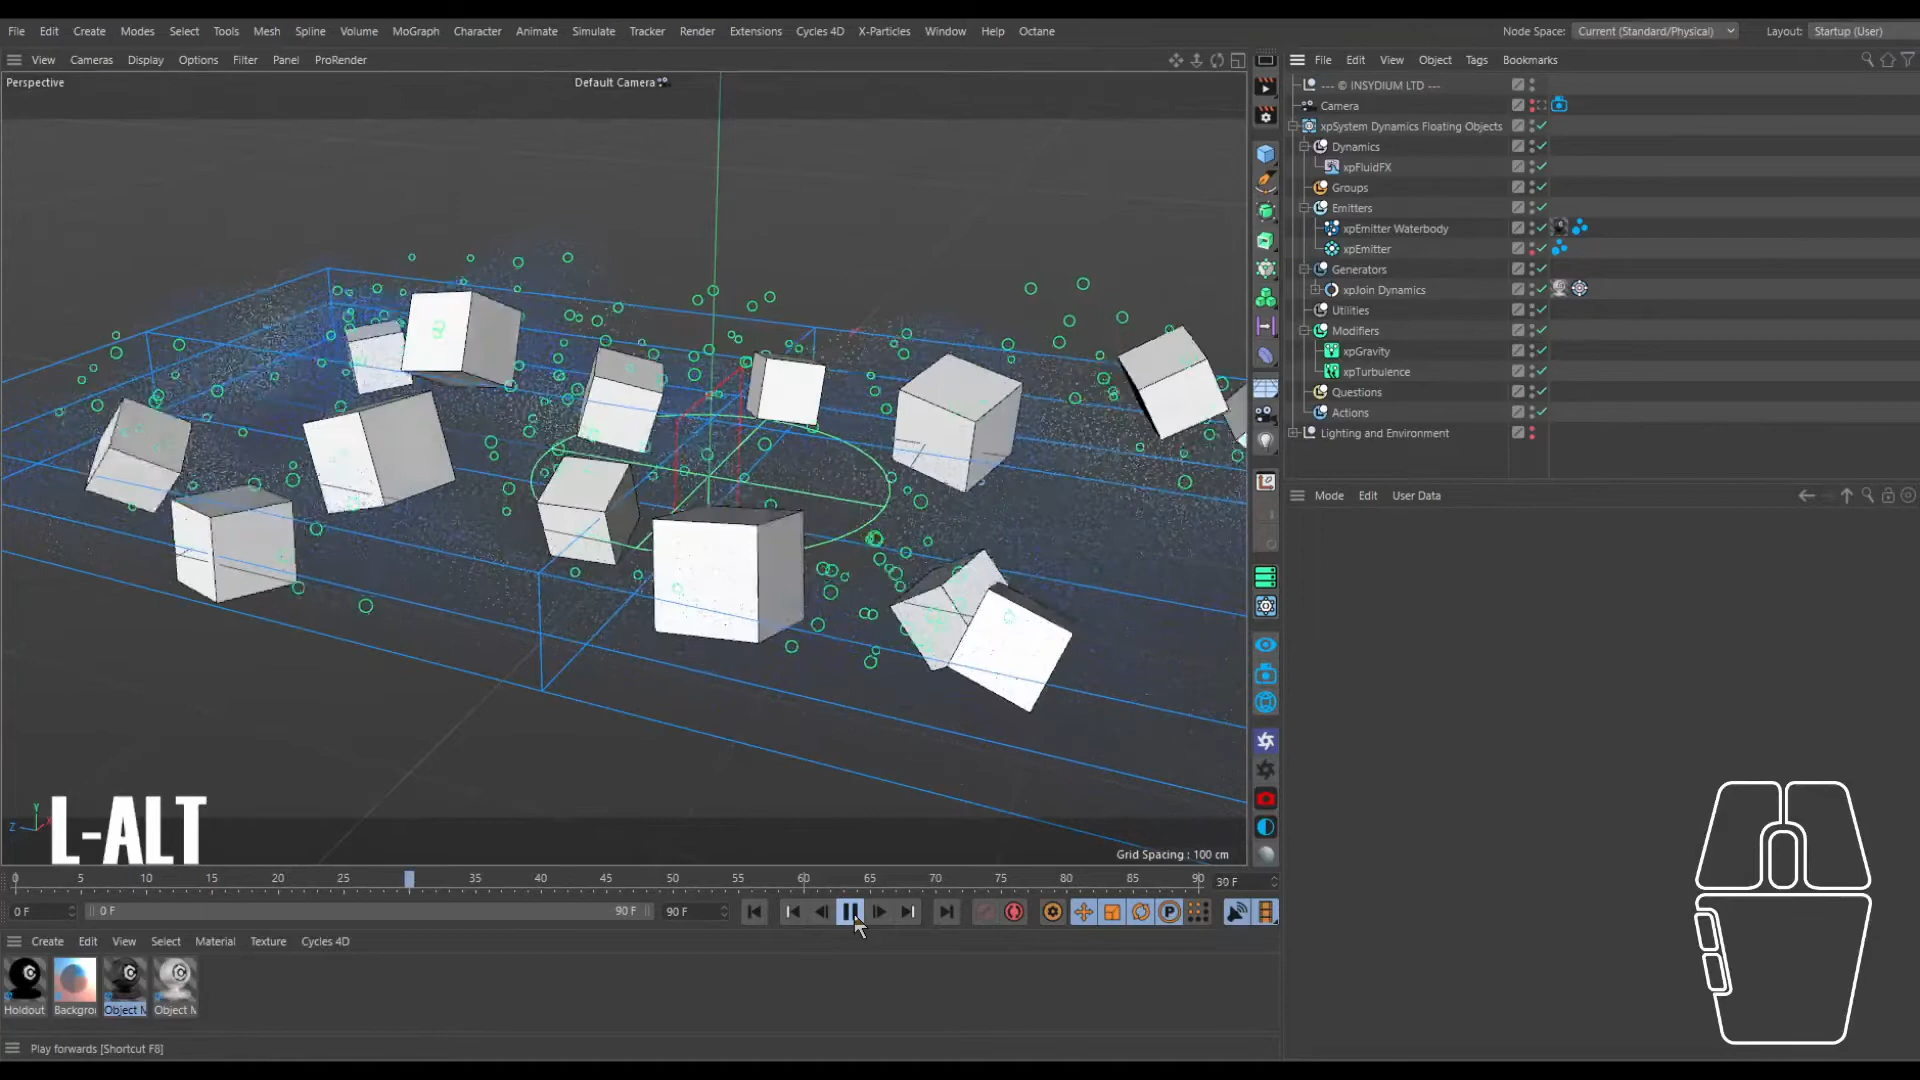 File Edit Create Modes Select Tools Mesh Spline Volume MoGraph Character Animate Simulate Tracker Render Extensions Cycles 4D X-Particles Window Help Octane
Node Space: Current (Standard/Physical) Layout: Startup (User)
View Cameras Display Options Filter Panel ProRender
File Edit View Object Tags Bookmarks
Perspective
Default Camera
--- © INSYDIUM LTD ---
Camera
xpSystem Dynamics Floating Objects
Dynamics
xpFluidFX
Groups
Emitters
xpEmitter Waterbody
xpEmitter
Generators
xpJoin Dynamics
Utilities
Modifiers
xpGravity
xpTurbulence
Questions
Actions
Lighting and Environment
Mode Edit User Data
Y
Z
X
L-ALT
Grid Spacing : 100 cm
0 5 10 15 20 25 35 40 45 50 55 60 65 70 75 80 85 90 30 F
0 F 0 F 90 F 90 F
Create Edit View Select Material Texture Cycles 4D
Holdout Backgrou Object M Object M
Play forwards [Shortcut F8]